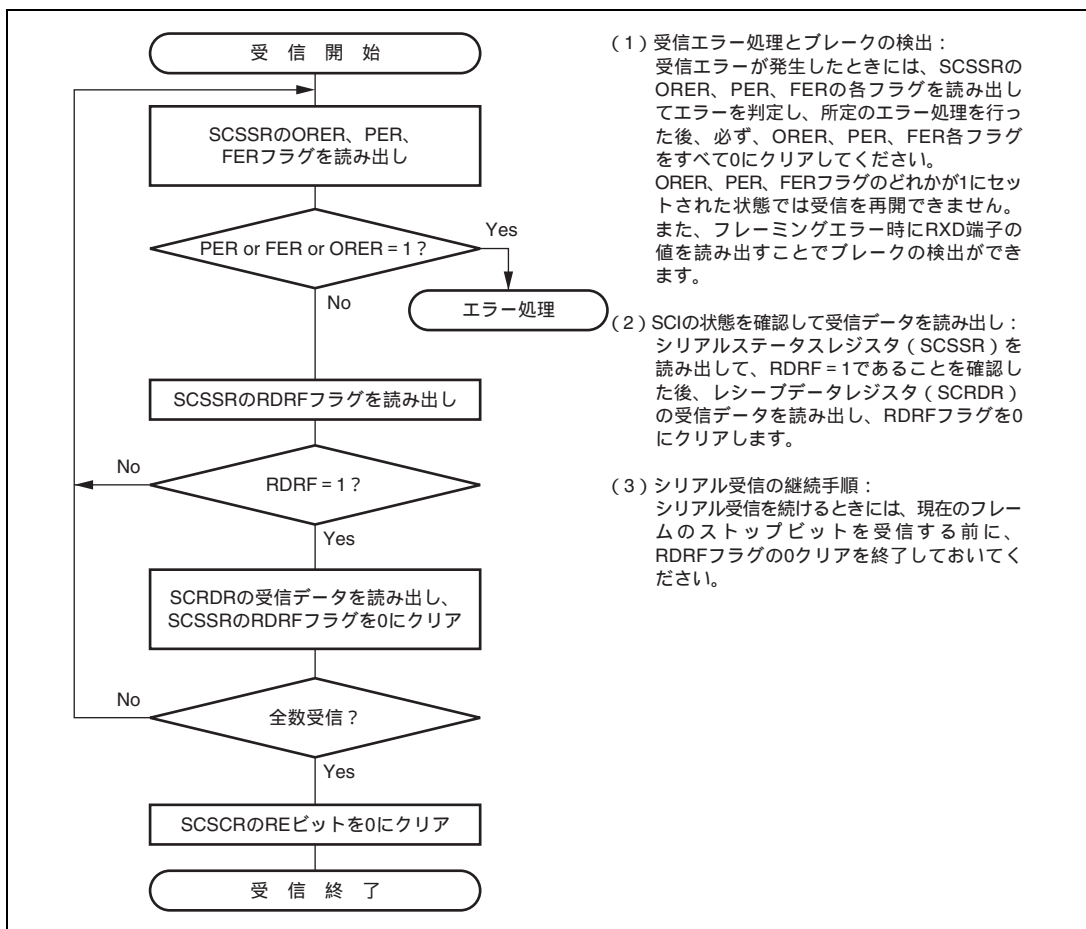 受 信 開 始
SCSSRのORER、PER、
FERフラグを読み出し
PER or FER or ORER = 1？
Yes
No
エラー処理
SCSSRのRDRFフラグを読み出し
No
RDRF = 1？
Yes
SCRDRの受信データを読み出し、
SCSSRのRDRFフラグを0にクリア
No
全数受信？
Yes
SCSCRのREビットを0にクリア
受 信 終 了
（1）受信エラー処理とブレークの検出：
受信エラーが発生したときには、SCSSRの
ORER、PER、FERの各フラグを読み出し
てエラーを判定し、所定のエラー処理を行っ
た後、必ず、ORER、PER、FER各フラグ
をすべて0にクリアしてください。
ORER、PER、FERフラグのどれかが1にセッ
トされた状態では受信を再開できません。
また、フレーミングエラー時にRXD端子の
値を読み出すことでブレークの検出ができ
ます。
（2）SCIの状態を確認して受信データを読み出し：
シリアルステータスレジスタ（SCSSR）を
読み出して、RDRF = 1であることを確認し
た後、レシーブデータレジスタ（SCRDR）
の受信データを読み出し、RDRFフラグを0
にクリアします。
（3）シリアル受信の継続手順：
シリアル受信を続けるときには、現在のフレー
ムのストップビットを受信する前に、
RDRFフラグの0クリアを終了しておいてく
ださい。